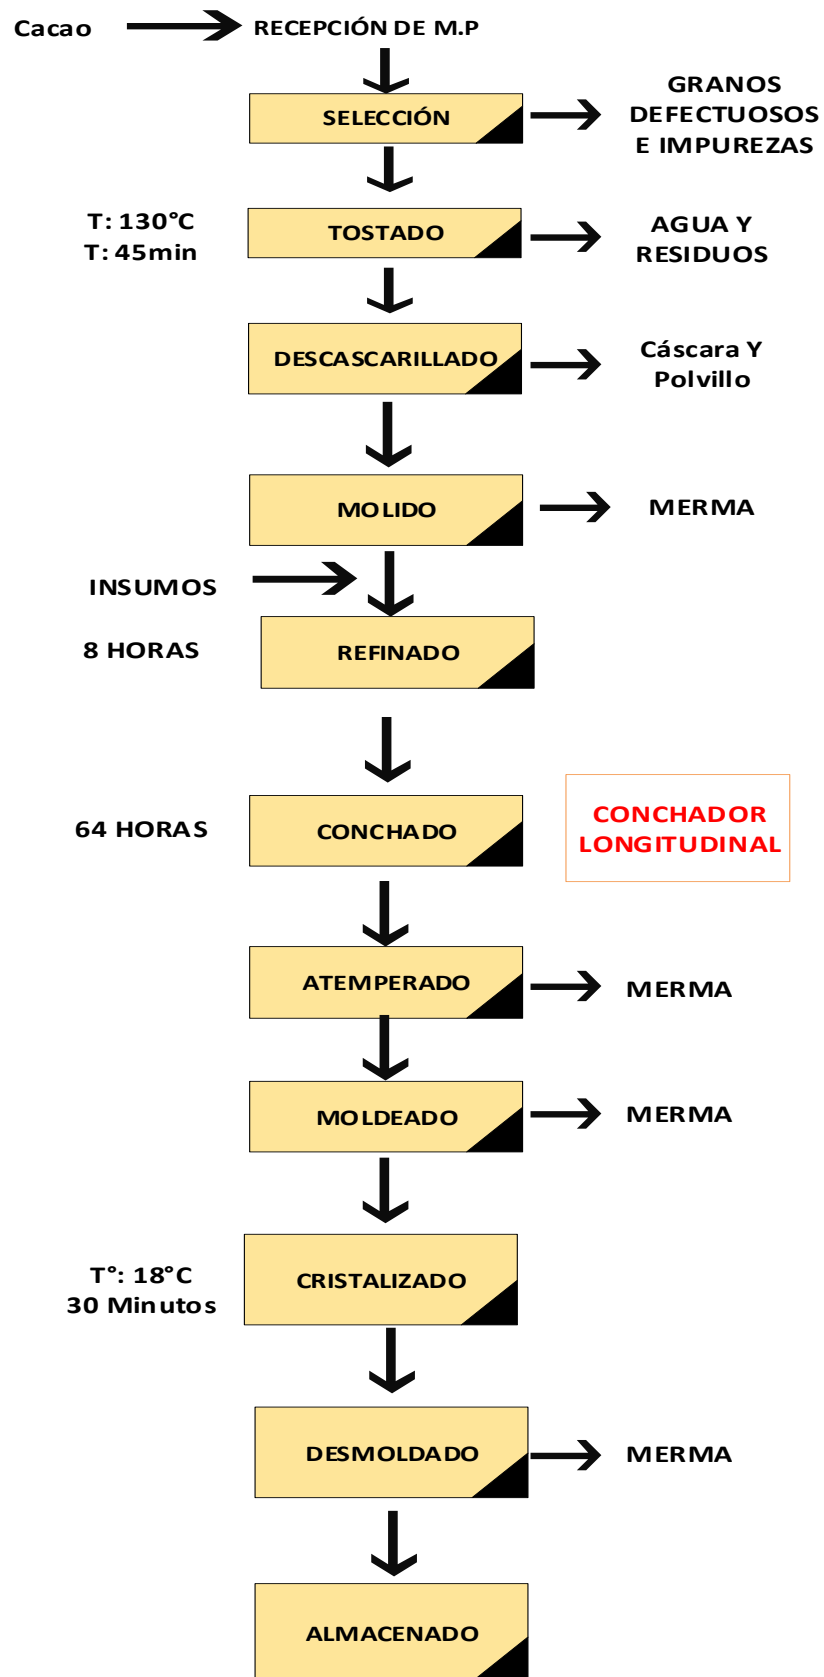 Cacao
RECEPCIÓN DE M.P
SELECCIÓN
GRANOS
DEFECTUOSOS
E IMPUREZAS
T: 130°C
T: 45min
TOSTADO
AGUA Y
RESIDUOS
DESCASCARILLADO
Cáscara Y
Polvillo
MOLIDO
MERMA
INSUMOS
8 HORAS
REFINADO
64 HORAS
CONCHADO
CONCHADOR
LONGITUDINAL
ATEMPERADO
MERMA
MOLDEADO
MERMA
T°: 18°C
30 Minutos
CRISTALIZADO
DESMOLDADO
MERMA
ALMACENADO